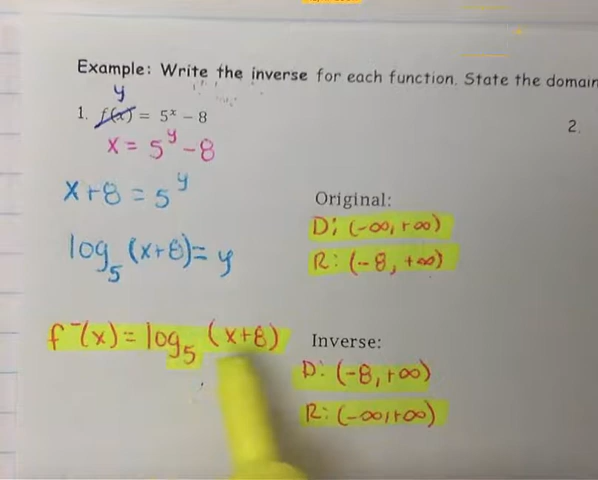 Example: Write the inverse for each function. State the domain
y
1. f(x) = 5ˣ − 8
2.
x = 5ʸ − 8
x+8 = 5ʸ
Original:
D: (-∞, +∞)
log₅ (x+8) = y
R: (-8, +∞)
f⁻(x) = log₅ (x+8)
Inverse:
D: (-8, +∞)
R: (-∞, +∞)